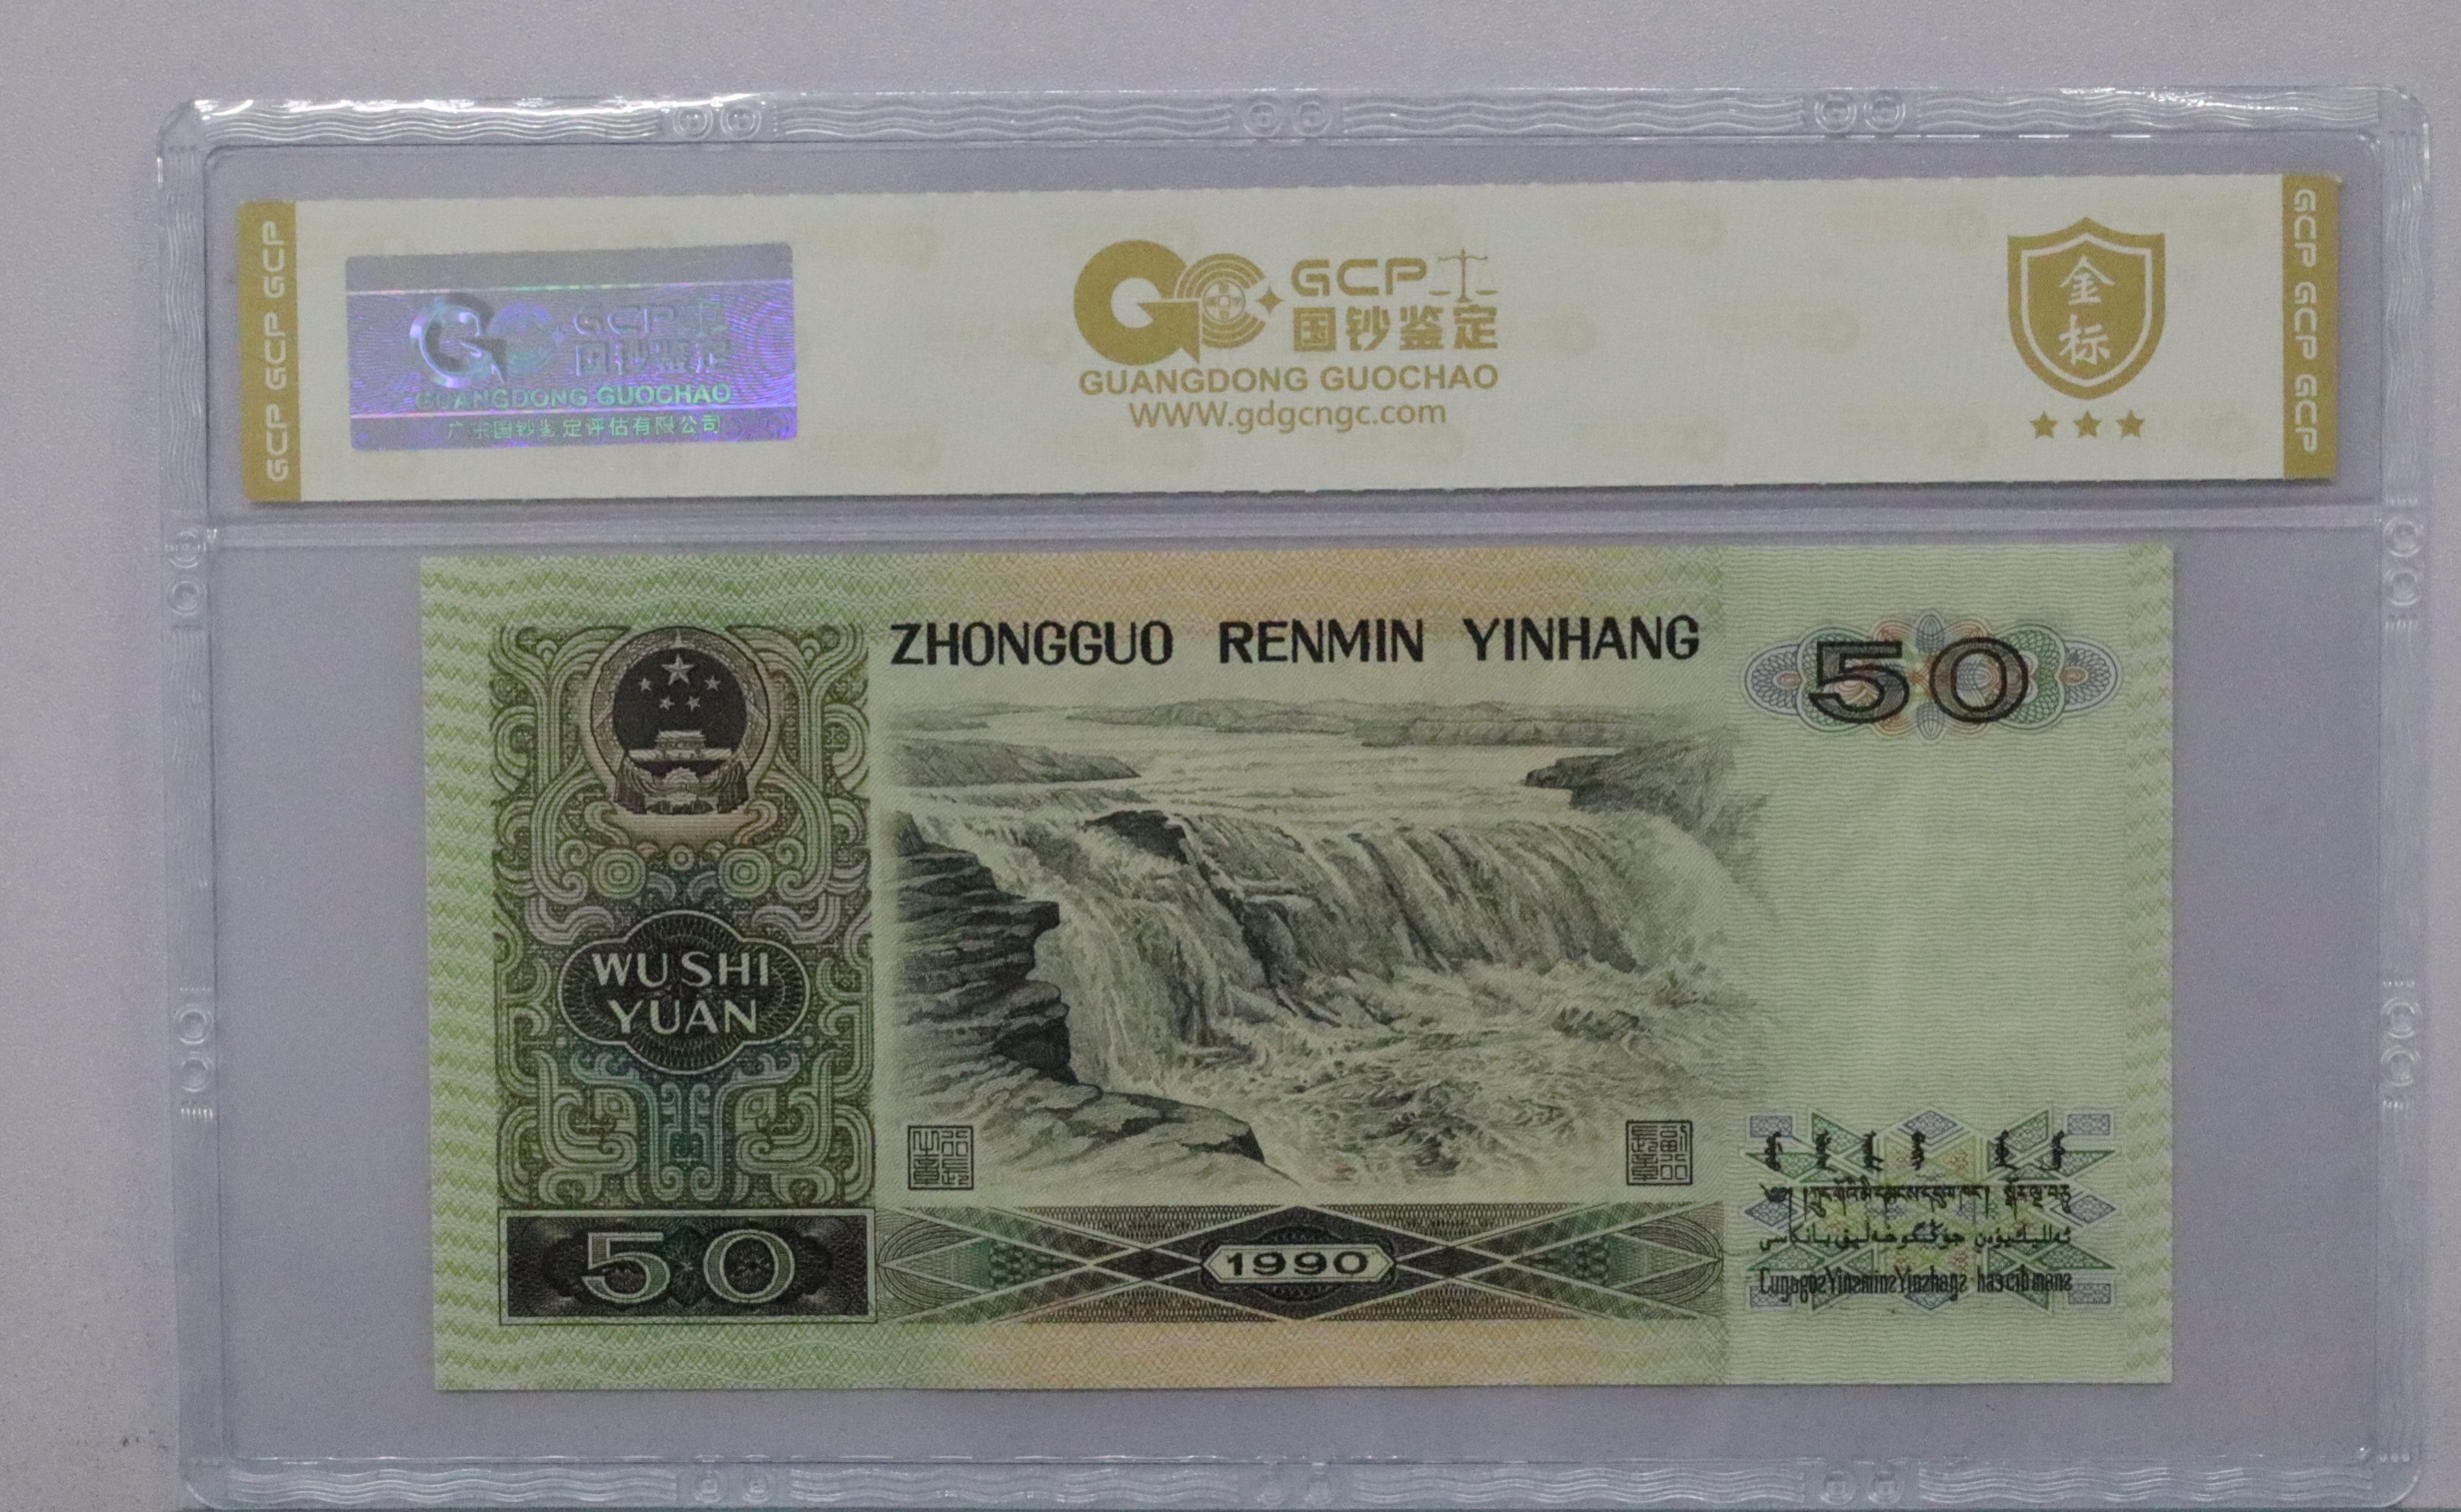 GCP GCP GCP
GCP
国钞鉴定
GUANGDONG GUOCHAO
广东国钞鉴定评估有限公司
GCP
国钞鉴定
GUANGDONG GUOCHAO
WWW.gdgcngc.com
金
标
GCP GCP GCP
ZHONGGUO RENMIN YINHANG
50
WU SHI
YUAN
50
1990